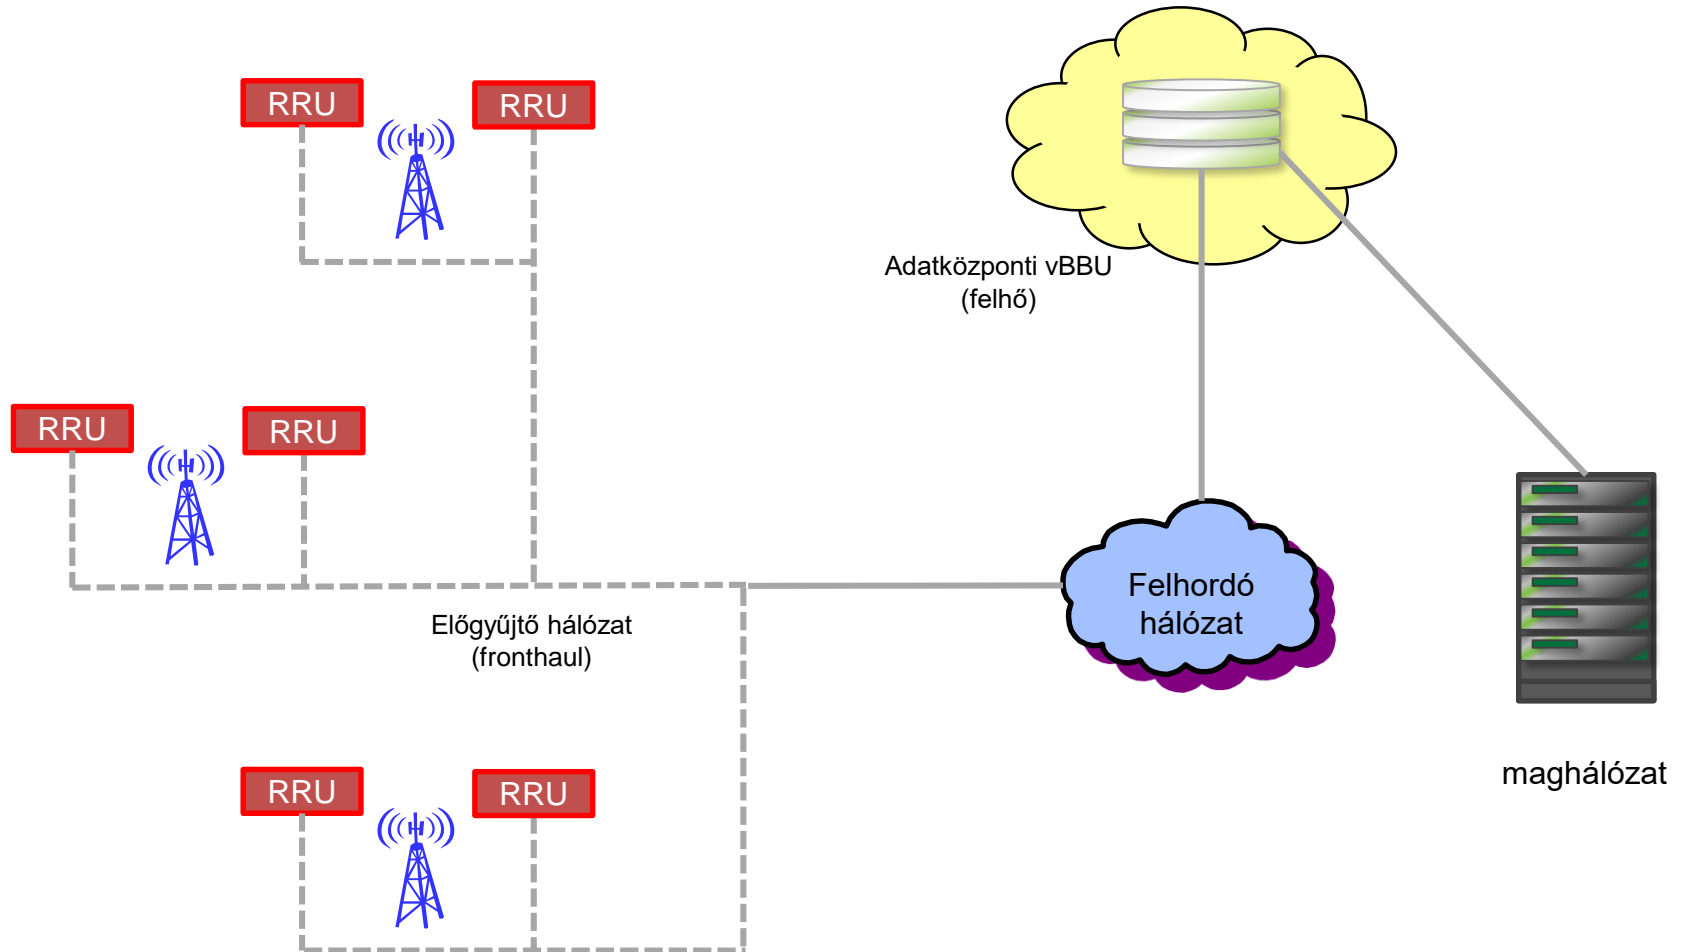 RRU
RRU
Adatközponti vBBU
(felhő)
RRU
RRU
Előgyűjtő hálózat
(fronthaul)
Felhordó
hálózat
maghálózat
RRU
RRU